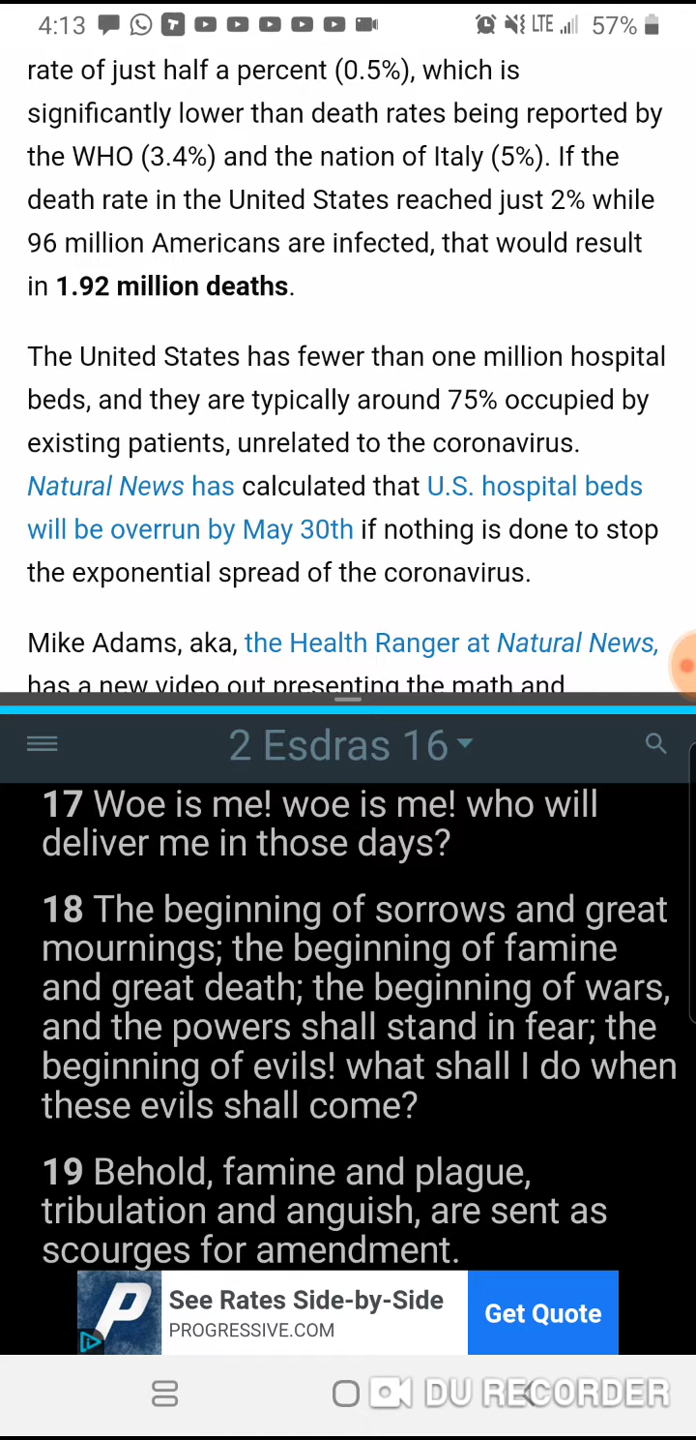 4:13 LTE 57%
rate of just half a percent (0.5%), which is
significantly lower than death rates being reported by
the WHO (3.4%) and the nation of Italy (5%). If the
death rate in the United States reached just 2% while
96 million Americans are infected, that would result
in 1.92 million deaths.
The United States has fewer than one million hospital
beds, and they are typically around 75% occupied by
existing patients, unrelated to the coronavirus.
Natural News has calculated that U.S. hospital beds
will be overrun by May 30th if nothing is done to stop
the exponential spread of the coronavirus.
Mike Adams, aka, the Health Ranger at Natural News,
has a new video out presenting the math and
2 Esdras 16
17 Woe is me! woe is me! who will
deliver me in those days?
18 The beginning of sorrows and great
mournings; the beginning of famine
and great death; the beginning of wars,
and the powers shall stand in fear; the
beginning of evils! what shall I do when
these evils shall come?
19 Behold, famine and plague,
tribulation and anguish, are sent as
scourges for amendment.
See Rates Side-by-Side
PROGRESSIVE.COM
Get Quote
DU RECORDER